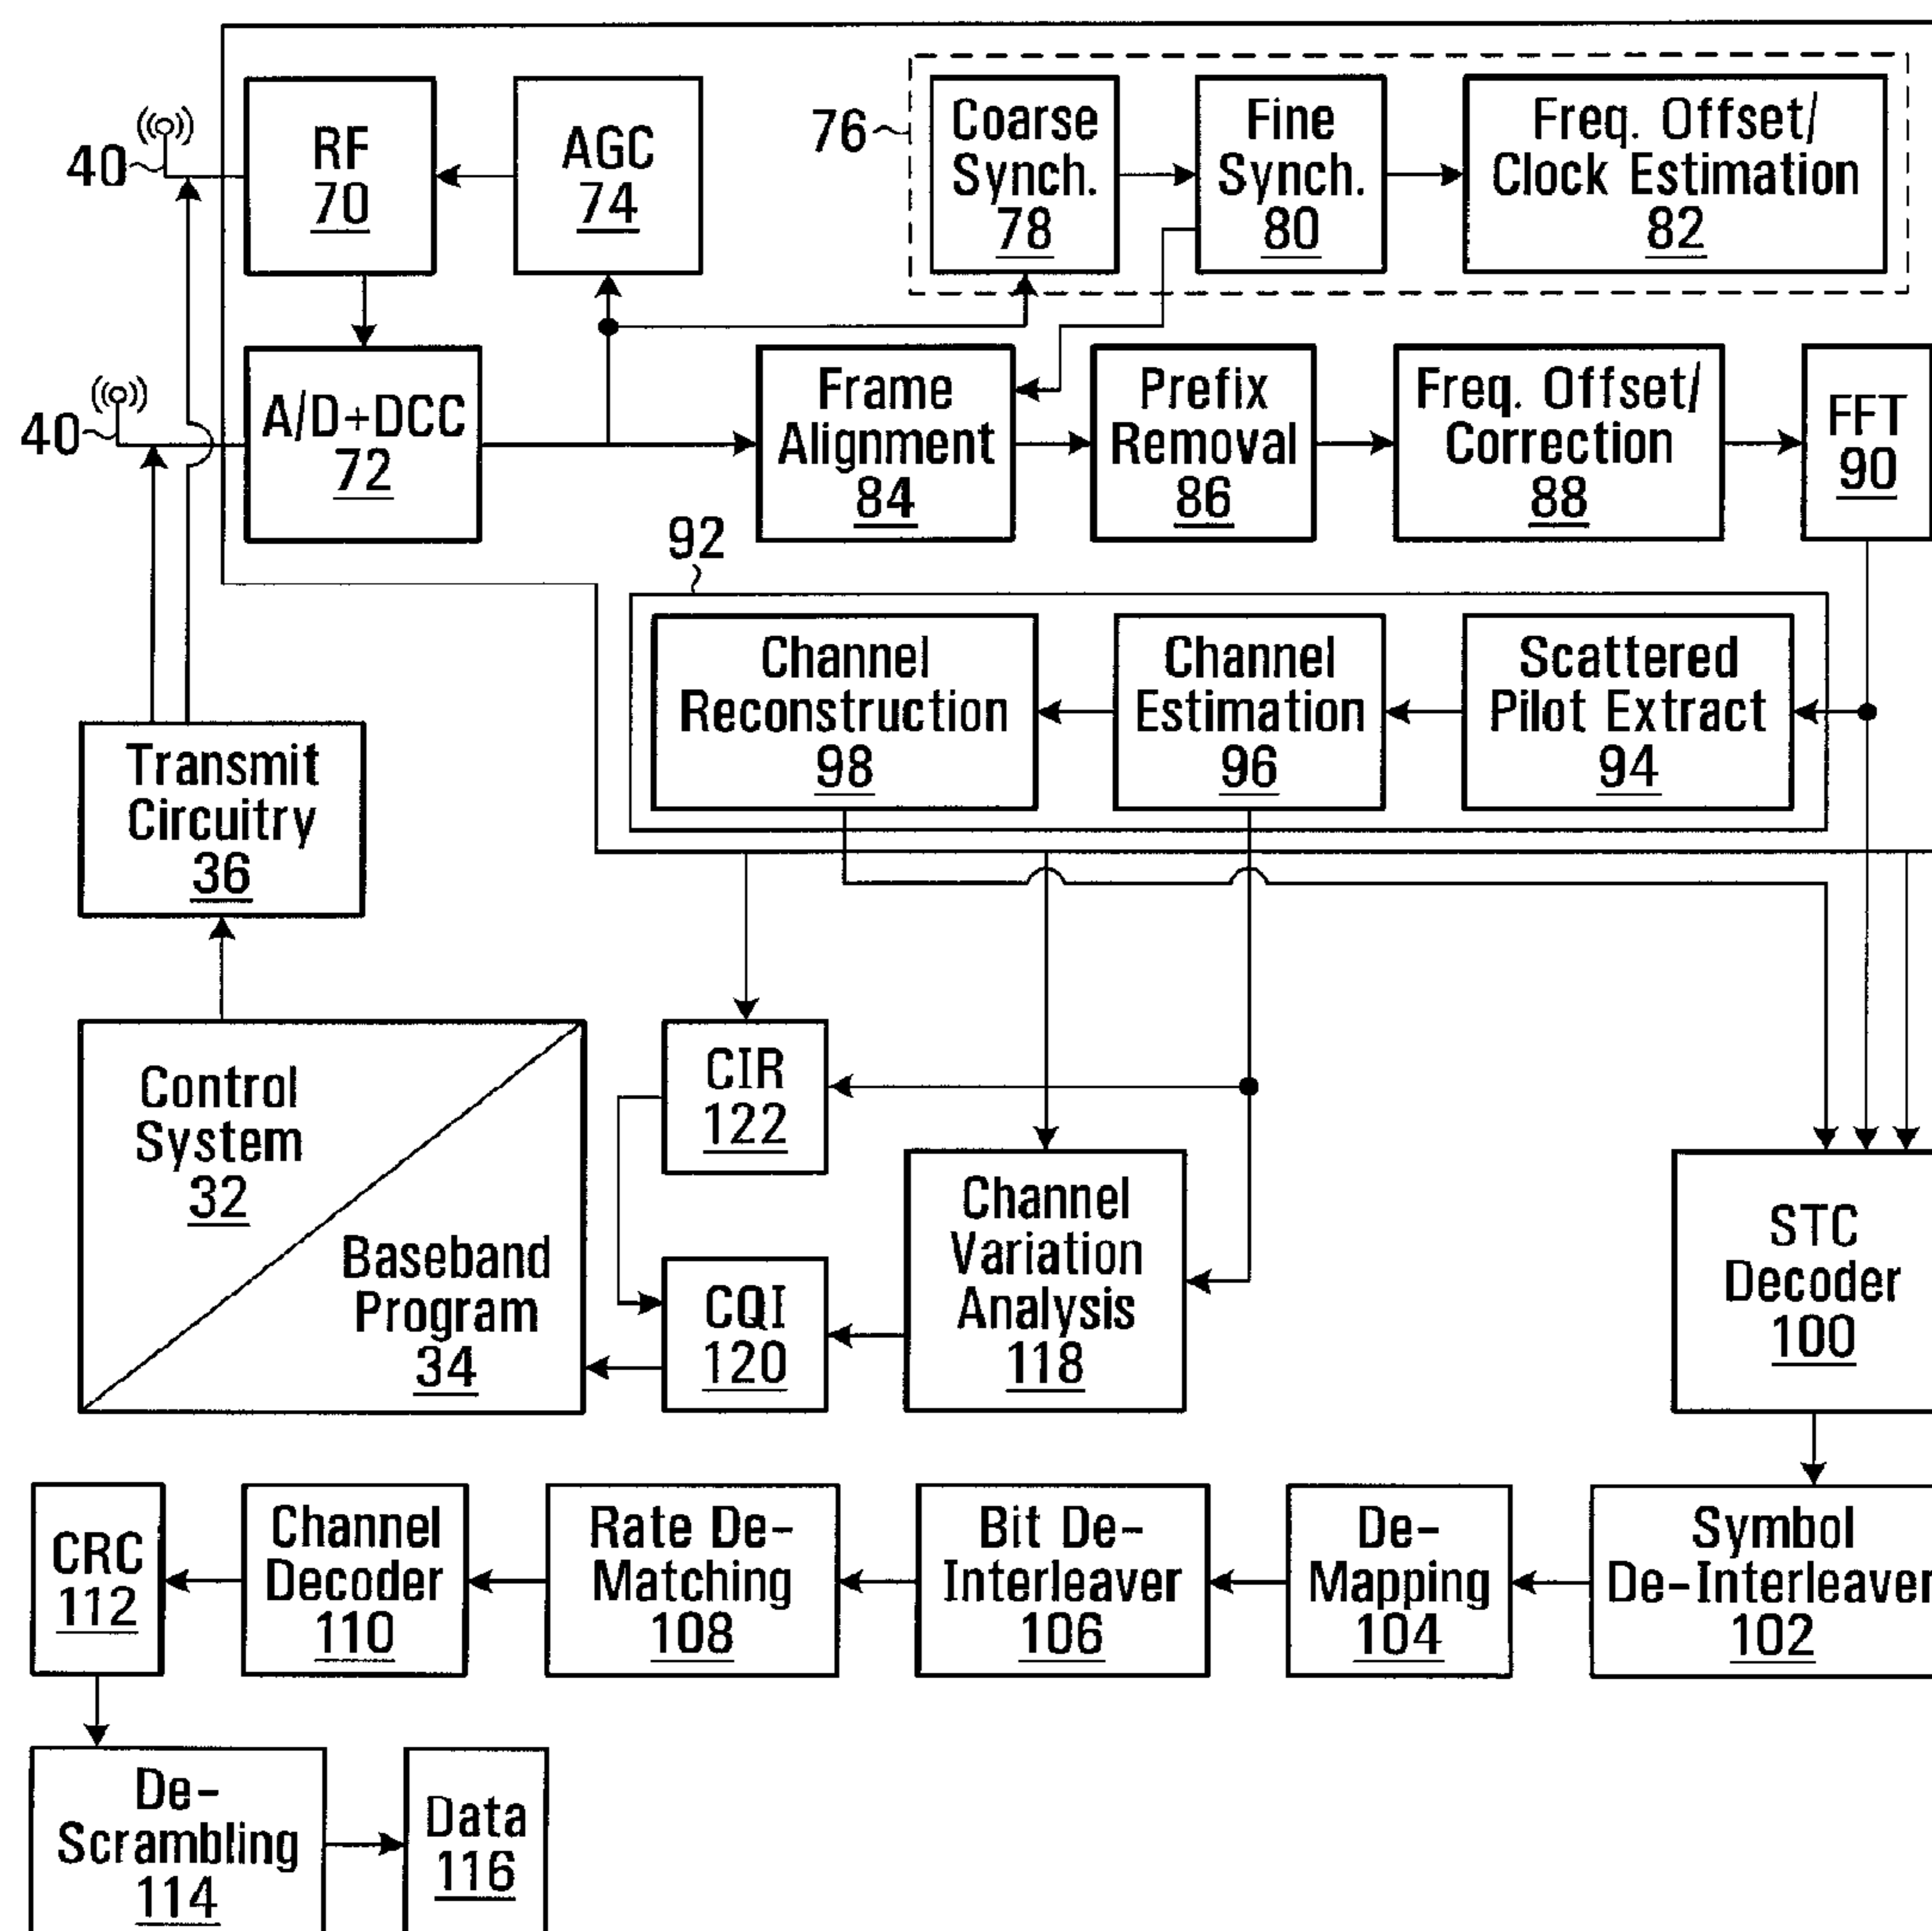 40
RF
70
AGC
74
76
Coarse
Synch.
78
Fine
Synch.
80
Freq. Offset/
Clock Estimation
82
40
A/D+DCC
72
Frame
Alignment
84
Prefix
Removal
86
Freq. Offset/
Correction
88
FFT
90
92
Channel
Reconstruction
98
Channel
Estimation
96
Scattered
Pilot Extract
94
Transmit
Circuitry
36
Control
System
32
Baseband
Program
34
CIR
122
CQI
120
Channel
Variation
Analysis
118
STC
Decoder
100
CRC
112
Channel
Decoder
110
Rate De-
Matching
108
Bit De-
Interleaver
106
De-
Mapping
104
Symbol
De-Interleaver
102
De-
Scrambling
114
Data
116